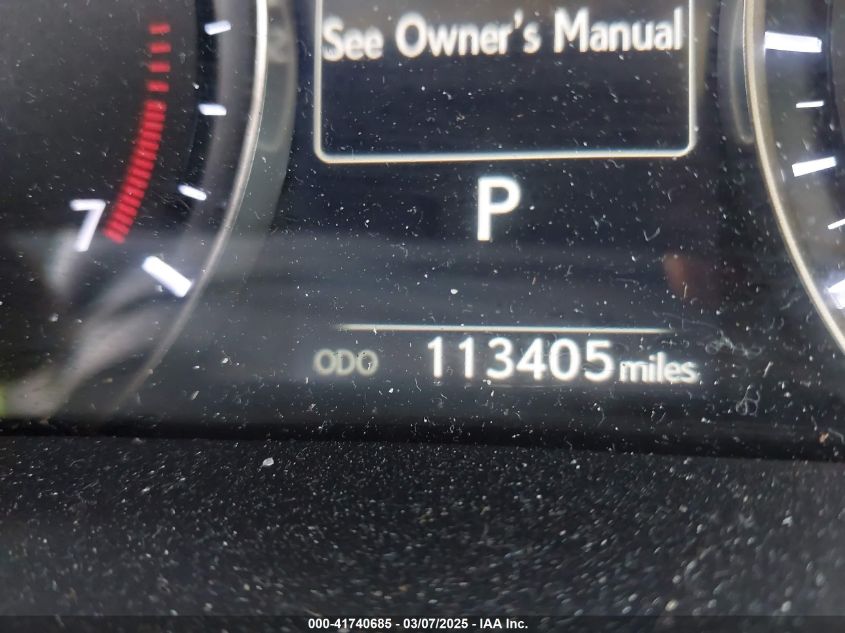 See Owner's Manual
P
7
ODO 113405 miles
000-41740685 - 03/07/2025 - IAA Inc.